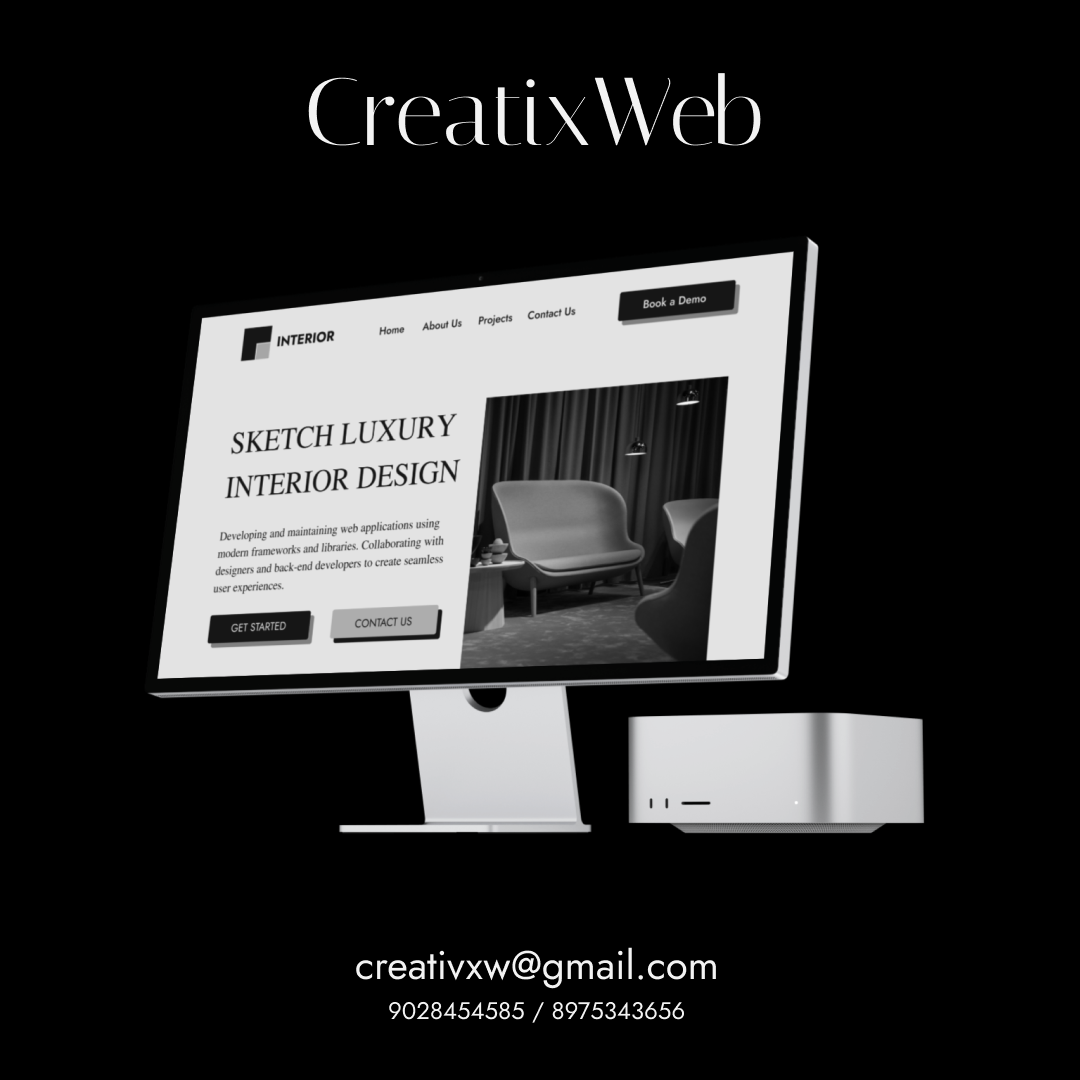 CreatixWeb
INTERIOR
Home About Us Projects Contact Us Book a Demo
SKETCH LUXURY
INTERIOR DESIGN
Developing and maintaining web applications using
modern frameworks and libraries. Collaborating with
designers and back-end developers to create seamless
user experiences.
GET STARTED CONTACT US
creativxw@gmail.com
9028454585 / 8975343656